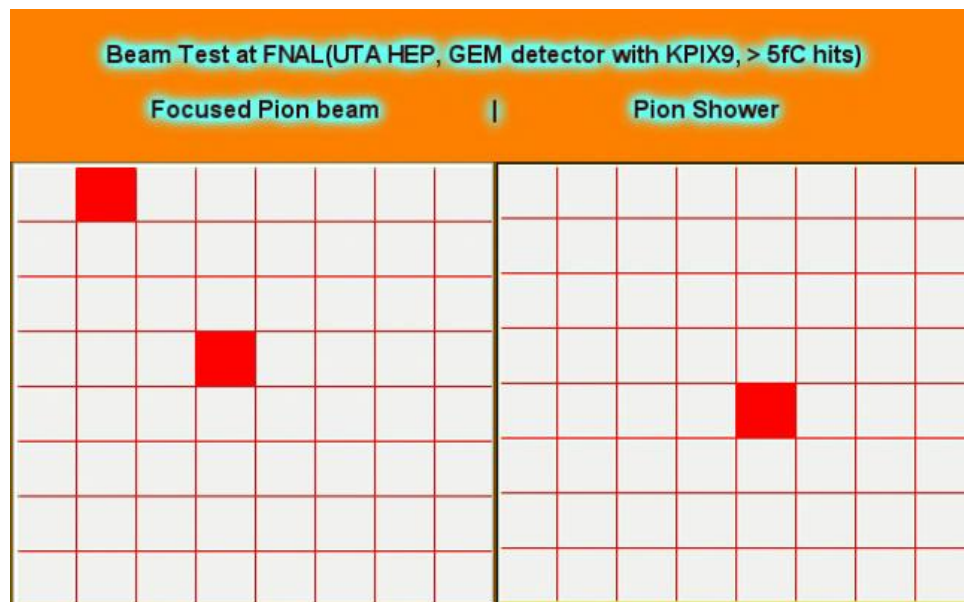 Beam Test at FNAL(UTA HEP, GEM detector with KPIX9, > 5fC hits)
Focused Pion beam | Pion Shower